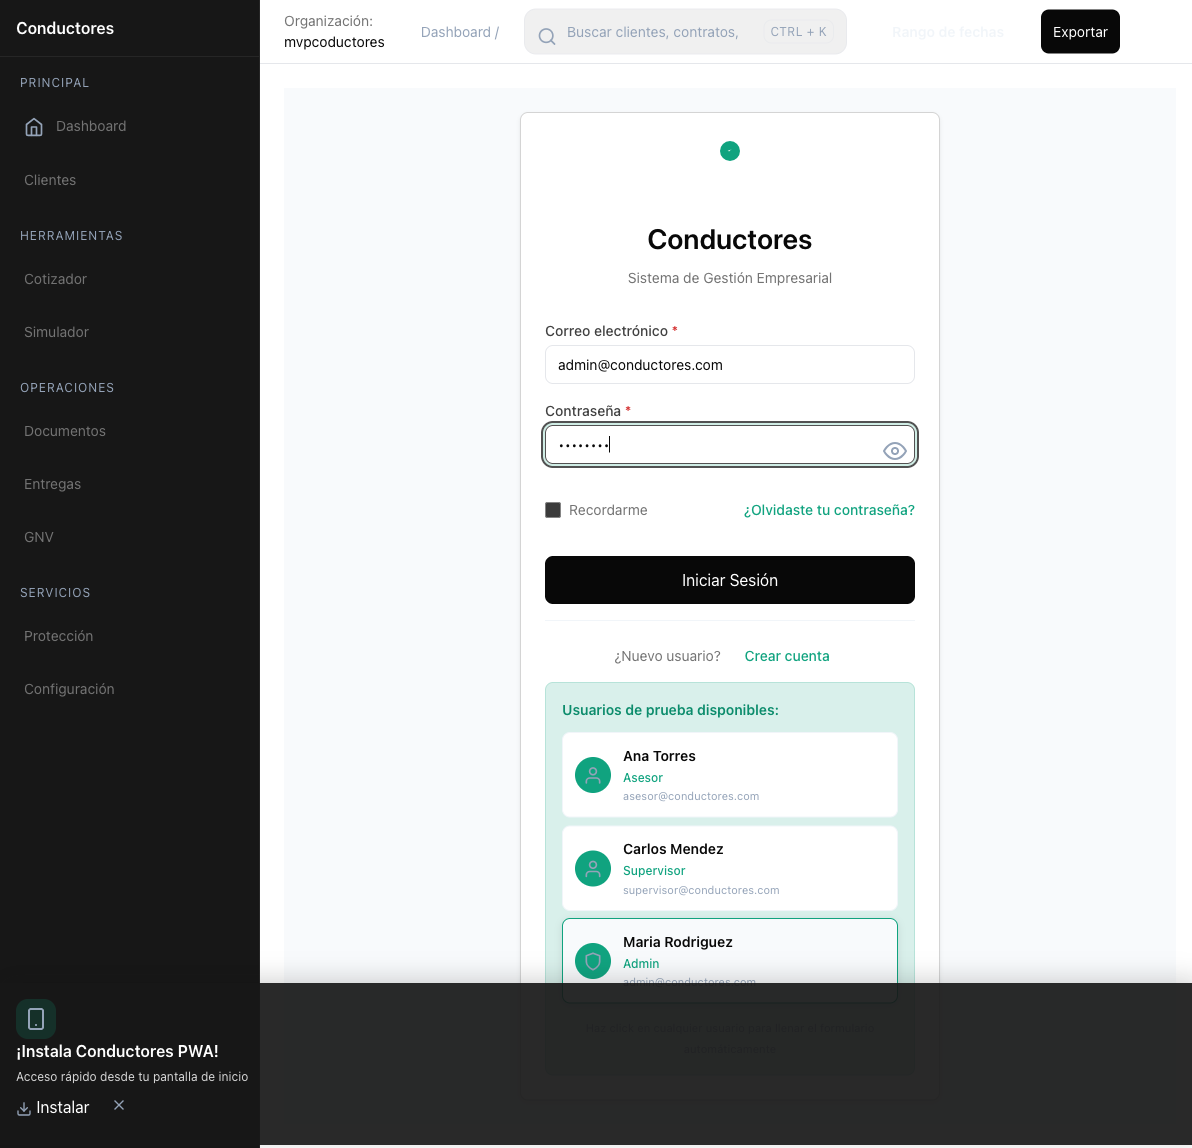 Conductores
PRINCIPAL
Dashboard
Clientes
HERRAMIENTAS
Cotizador
Simulador
OPERACIONES
Documentos
Entregas
GNV
SERVICIOS
Protección
Configuración
¡Instala Conductores PWA!
Acceso rápido desde tu pantalla de inicio
Instalar
Organización:
mvpcoductores
Dashboard /
Buscar clientes, contratos,
CTRL + K
Rango de fechas
Exportar
Conductores
Sistema de Gestión Empresarial
Correo electrónico *
admin@conductores.com
Contraseña *
••••••••
Recordarme
¿Olvidaste tu contraseña?
Iniciar Sesión
¿Nuevo usuario? Crear cuenta
Usuarios de prueba disponibles:
Ana Torres
Asesor
asesor@conductores.com
Carlos Mendez
Supervisor
supervisor@conductores.com
Maria Rodriguez
Admin
admin@conductores.com